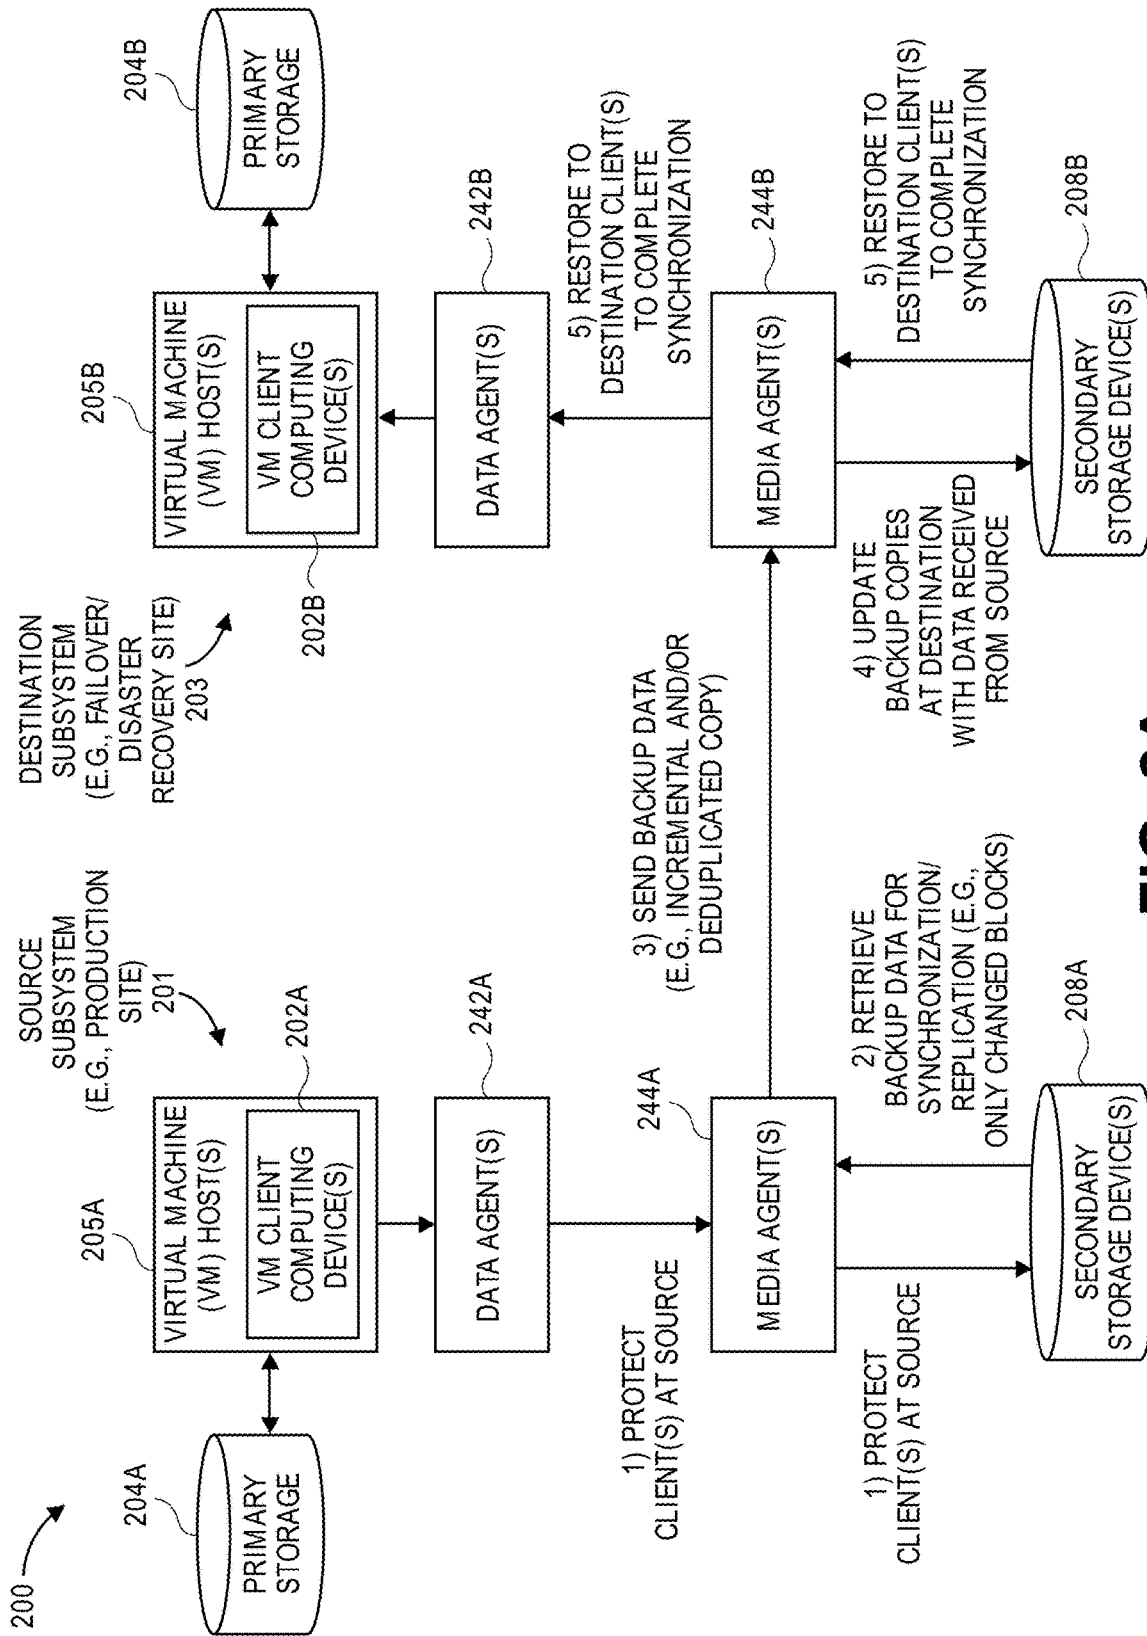 200
SOURCE
SUBSYSTEM
(E.G., PRODUCTION
SITE)
201
DESTINATION
SUBSYSTEM
(E.G., FAILOVER/
DISASTER
RECOVERY SITE)
203
204A
PRIMARY
STORAGE
205A
VIRTUAL MACHINE
(VM) HOST(S)
VM CLIENT
COMPUTING
DEVICE(S)
202A
205B
VIRTUAL MACHINE
(VM) HOST(S)
VM CLIENT
COMPUTING
DEVICE(S)
202B
204B
PRIMARY
STORAGE
DATA AGENT(S)
242A
DATA AGENT(S)
242B
1) PROTECT
CLIENT(S) AT SOURCE
244A
3) SEND BACKUP DATA
(E.G., INCREMENTAL AND/OR
DEDUPLICATED COPY)
5) RESTORE TO
DESTINATION CLIENT(S)
TO COMPLETE
SYNCHRONIZATION
MEDIA AGENT(S)
MEDIA AGENT(S)
244B
1) PROTECT
CLIENT(S) AT SOURCE
2) RETRIEVE
BACKUP DATA FOR
SYNCHRONIZATION/
REPLICATION (E.G.,
ONLY CHANGED BLOCKS)
4) UPDATE
BACKUP COPIES
AT DESTINATION
WITH DATA RECEIVED
FROM SOURCE
5) RESTORE TO
DESTINATION CLIENT(S)
TO COMPLETE
SYNCHRONIZATION
SECONDARY
STORAGE DEVICE(S)
208A
SECONDARY
STORAGE DEVICE(S)
208B